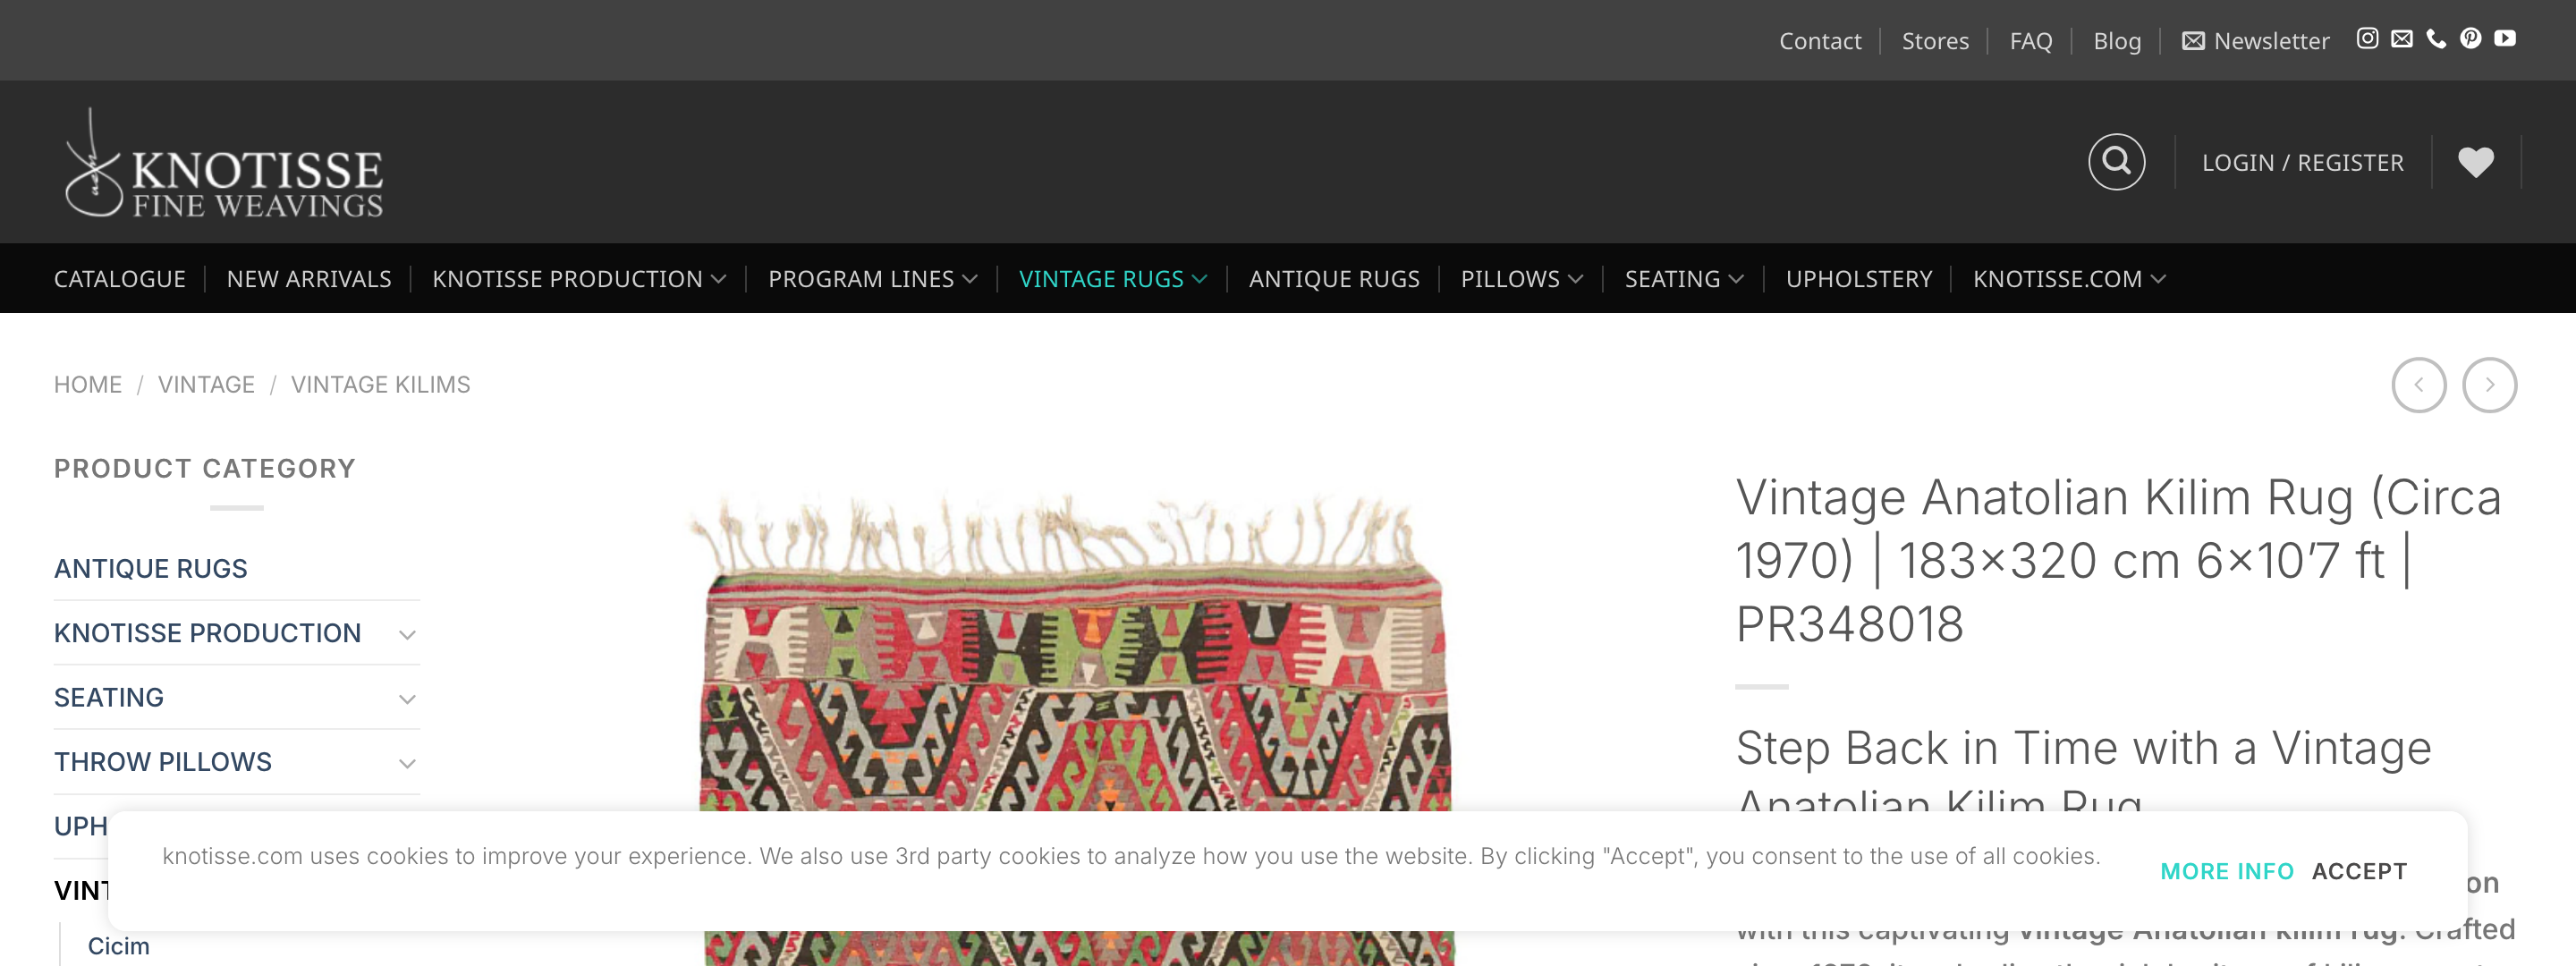 Contact
Stores
FAQ
Blog
Newsletter
KNOTISSE
FINE WEAVINGS
LOGIN / REGISTER
CATALOGUE
NEW ARRIVALS
KNOTISSE PRODUCTION
PROGRAM LINES
VINTAGE RUGS
ANTIQUE RUGS
PILLOWS
SEATING
UPHOLSTERY
KNOTISSE.COM
HOME / VINTAGE / VINTAGE KILIMS
PRODUCT CATEGORY
ANTIQUE RUGS
KNOTISSE PRODUCTION
SEATING
THROW PILLOWS
UPH
VINT
Cicim
Vintage Anatolian Kilim Rug (Circa
1970) | 183×320 cm 6×10’7 ft |
PR348018
Step Back in Time with a Vintage
Anatolian Kilim Rug
on
with this captivating vintage Anatolian kilim rug. Crafted
knotisse.com uses cookies to improve your experience. We also use 3rd party cookies to analyze how you use the website. By clicking "Accept", you consent to the use of all cookies.
MORE INFO
ACCEPT